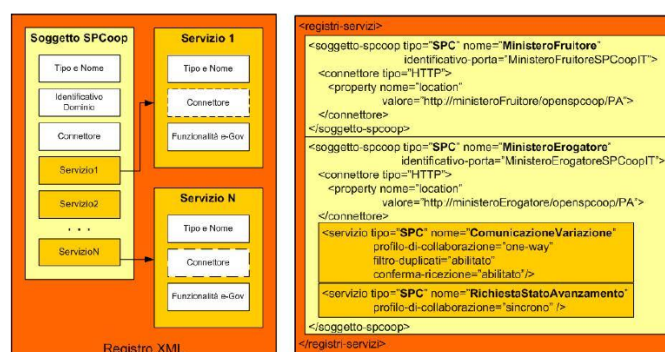 Soggetto SPCoop
Tipo e Nome
Identificativo
Dominio
Connettore
Servizio1
Servizio2
. . .
ServizioN
Servizio 1
Tipo e Nome
Connettore
Funzionalità e-Gov
Servizio N
Tipo e Nome
Connettore
Funzionalità e-Gov
Registro XML
<registri-servizi>
<soggetto-spcoop tipo="SPC" nome="MinisteroFruitore"
identificativo-porta="MinisteroFruitoreSPCoopIT">
<connettore tipo="HTTP">
<property nome="location"
valore="http://ministeroFruitore/openspcoop/PA">
</connettore>
</soggetto-spcoop>
<soggetto-spcoop tipo="SPC" nome="MinisteroErogatore"
identificativo-porta="MinisteroErogatoreSPCoopIT">
<connettore tipo="HTTP">
<property nome="location"
valore="http://ministeroErogatore/openspcoop/PA">
</connettore>
<servizio tipo="SPC" nome="ComunicazioneVariazione"
profilo-di-collaborazione="one-way"
filtro-duplicati="abilitato"
conferma-ricezione="abilitato"/>
<servizio tipo="SPC" nome="RichiestaStatoAvanzamento"
profilo-di-collaborazione="sincrono" />
</soggetto-spcoop>
</registri-servizi>